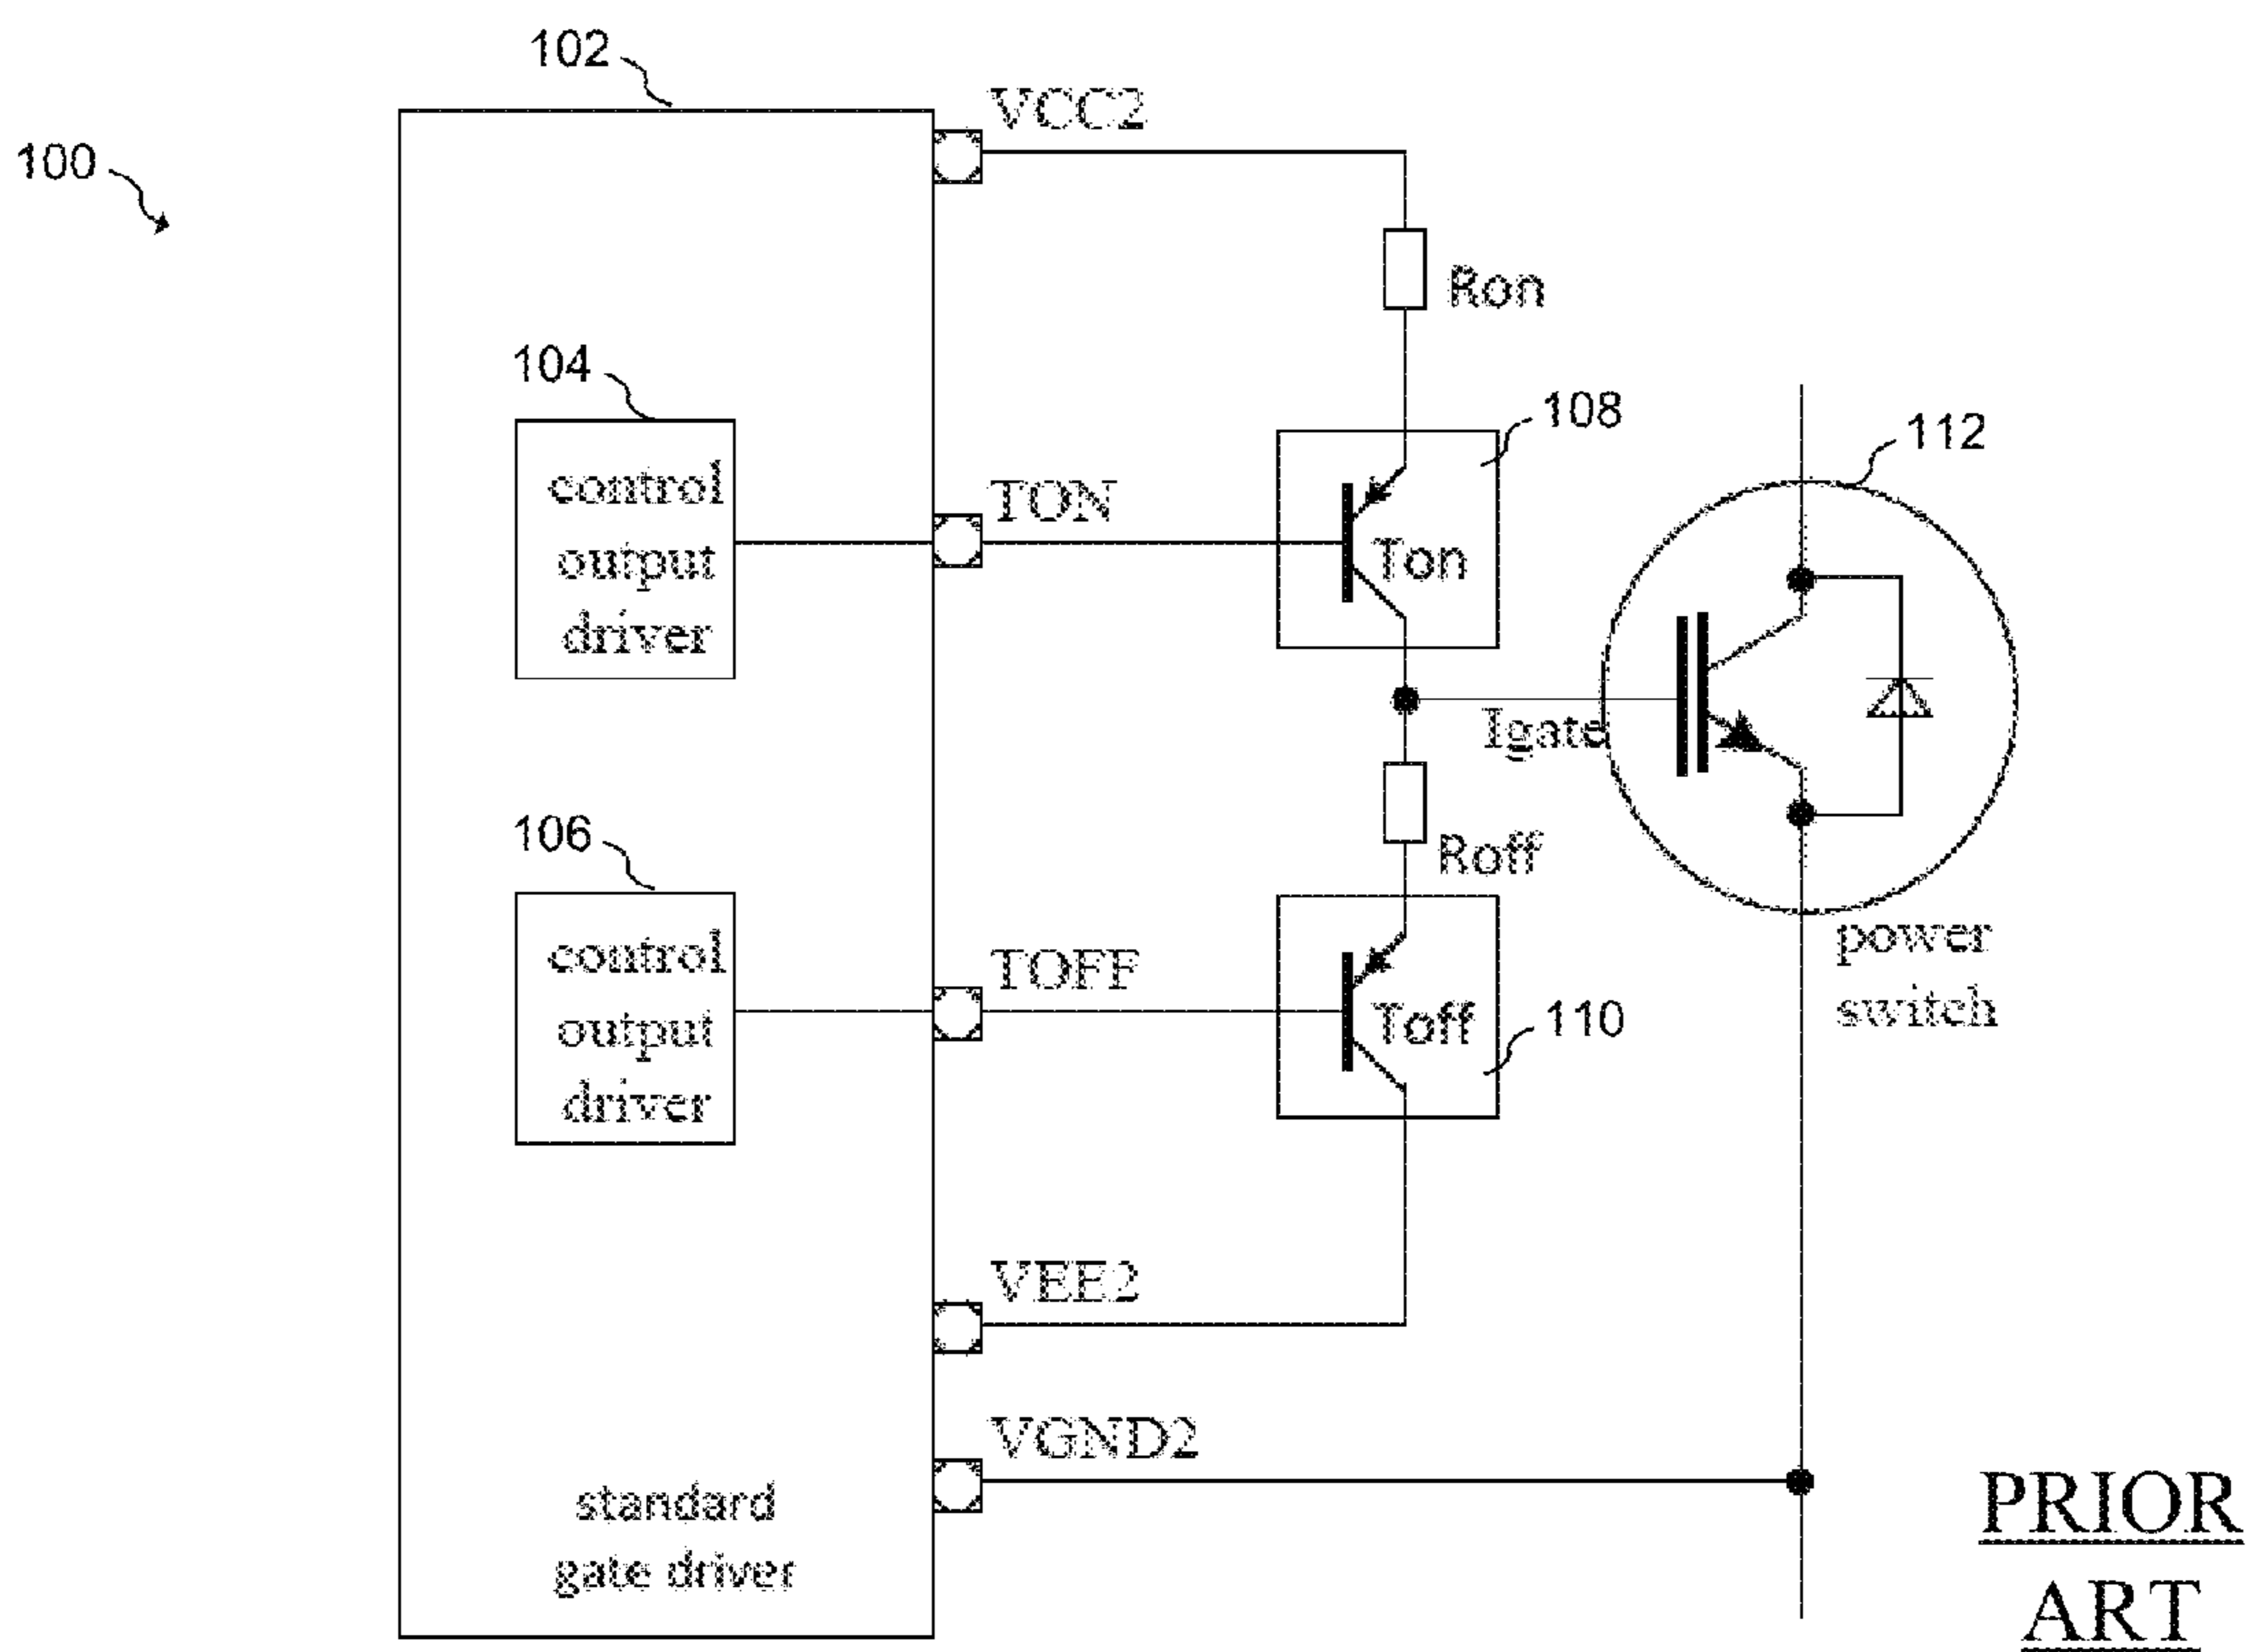 102
VCC2
100
Ron
104
108
112
control
output
driver
TON
Ton
Igate
106
Roff
control
output
driver
TOFF
Toff
110
power
switch
VEE2
VGND2
standard
gate driver
PRIOR
ART